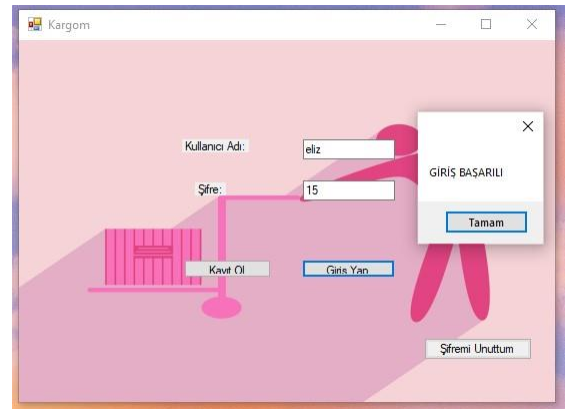 Kargom
Kullanıcı Adı:
eliz
GİRİŞ BAŞARILI
Şifre:
15
Tamam
Kayıt Ol
Giriş Yap
Şifremi Unuttum